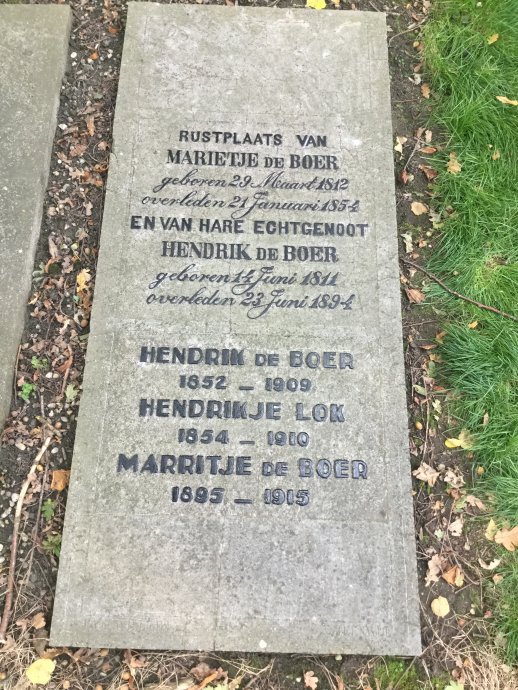 RUSTPLAATS VAN
MARIETJE DE BOER
geboren 29 Maart 1812
overleden 21 Januari 1854
EN VAN HARE ECHTGENOOT
HENDRIK DE BOER
geboren 14 Juni 1811
overleden 23 Juni 1894
HENDRIK DE BOER
1852 – 1909
HENDRIKJE LOK
1854 – 1910
MARRITJE DE BOER
1895 – 1915